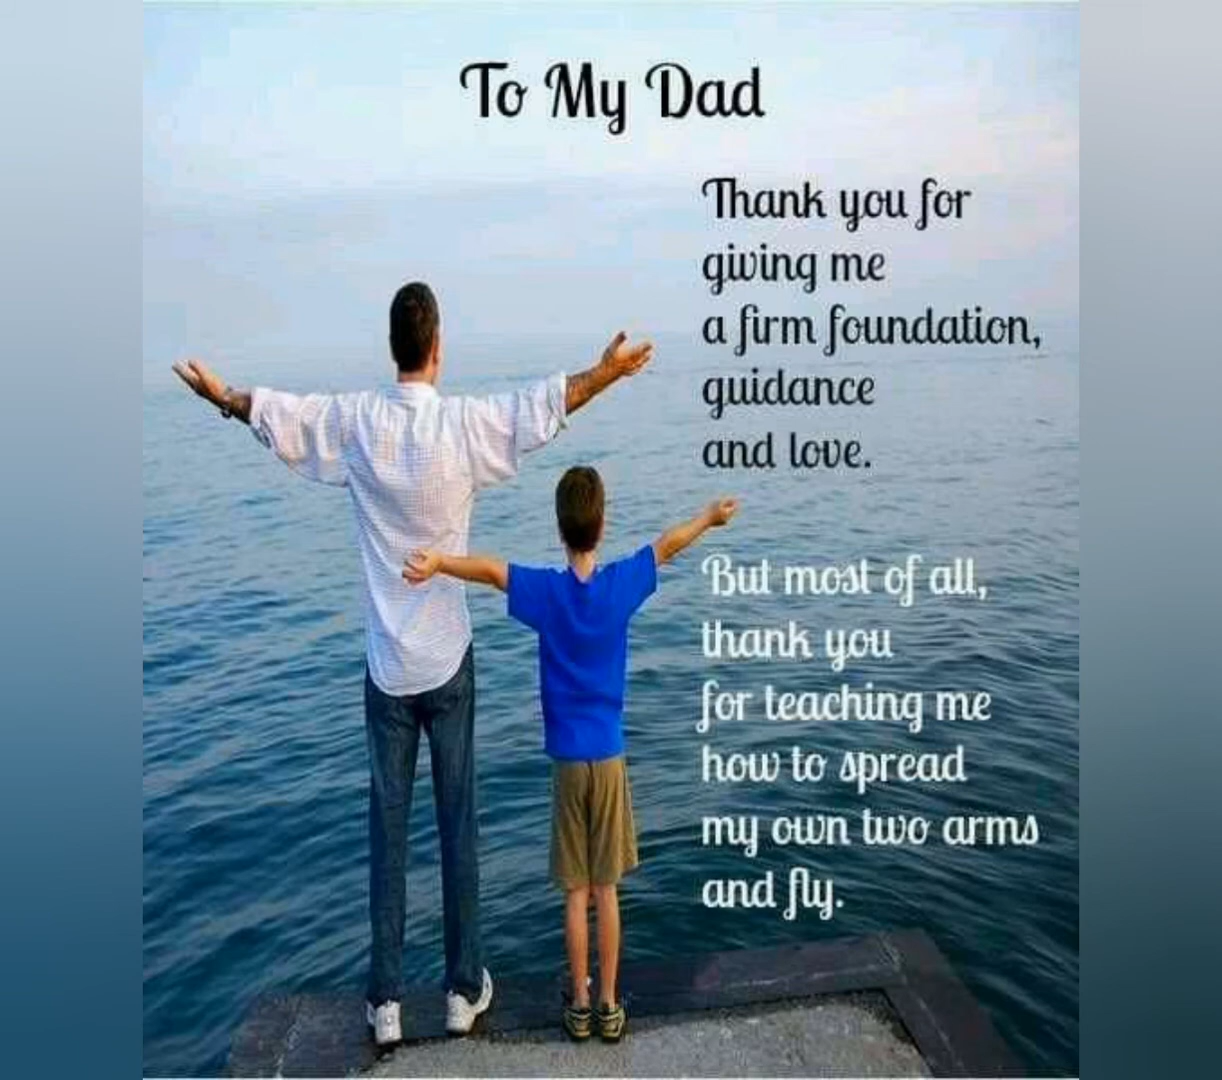 To My Dad
Thank you for
giving me
a firm foundation,
guidance
and love.
But most of all,
thank you
for teaching me
how to spread
my own two arms
and fly.